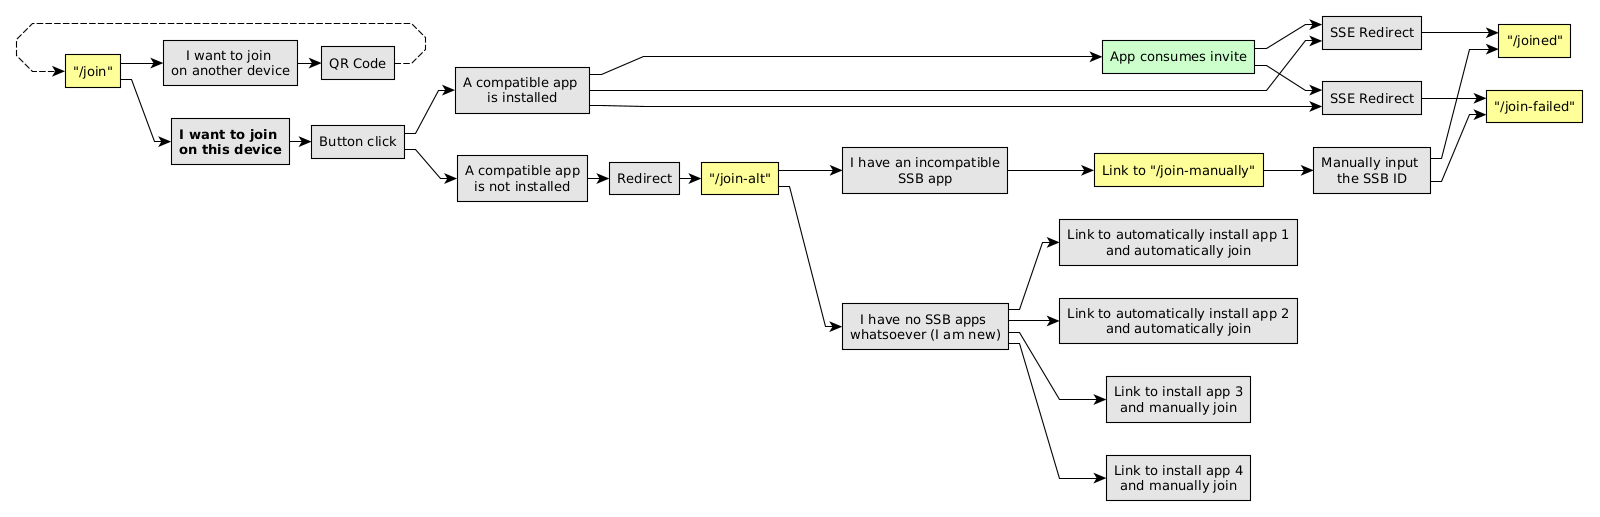 "/join"
I want to join
on another device
QR Code
I want to join
on this device
Button click
A compatible app
is installed
A compatible app
is not installed
Redirect
"/join-alt"
App consumes invite
SSE Redirect
SSE Redirect
"/joined"
"/join-failed"
I have an incompatible
SSB app
Link to "/join-manually"
Manually input
the SSB ID
I have no SSB apps
whatsoever (I am new)
Link to automatically install app 1
and automatically join
Link to automatically install app 2
and automatically join
Link to install app 3
and manually join
Link to install app 4
and manually join